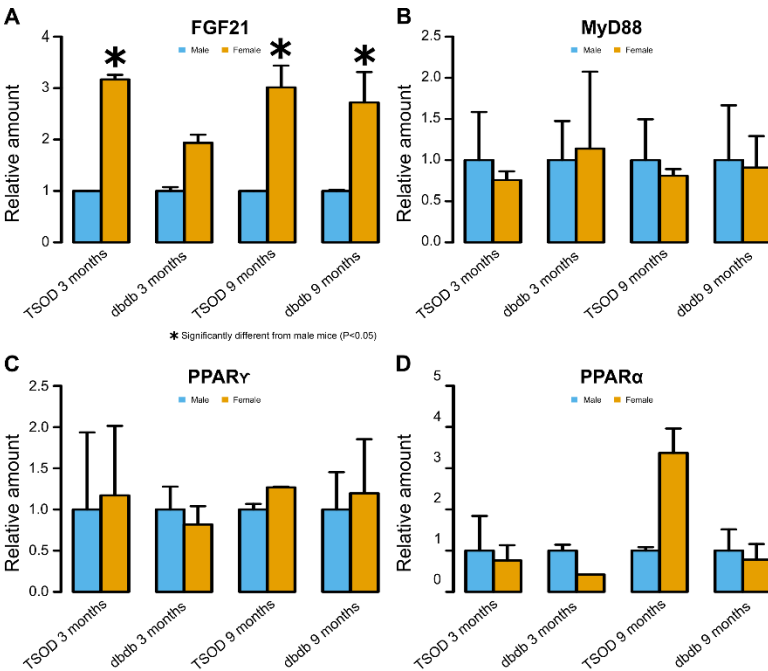 A
FGF21
Male Female
Relative amount
4
3
2
1
0
* * *
TSOD 3 months
dbdb 3 months
TSOD 9 months
dbdb 9 months
* Significantly different from male mice (P<0.05)
B
MyD88
Male Female
Relative amount
2.5
2.0
1.5
1.0
0.5
0.0
TSOD 3 months
dbdb 3 months
TSOD 9 months
dbdb 9 months
C
PPARɤ
Male Female
Relative amount
2.5
2.0
1.5
1.0
0.5
0.0
TSOD 3 months
dbdb 3 months
TSOD 9 months
dbdb 9 months
D
PPARα
Male Female
Relative amount
5
4
3
2
1
0
TSOD 3 months
dbdb 3 months
TSOD 9 months
dbdb 9 months